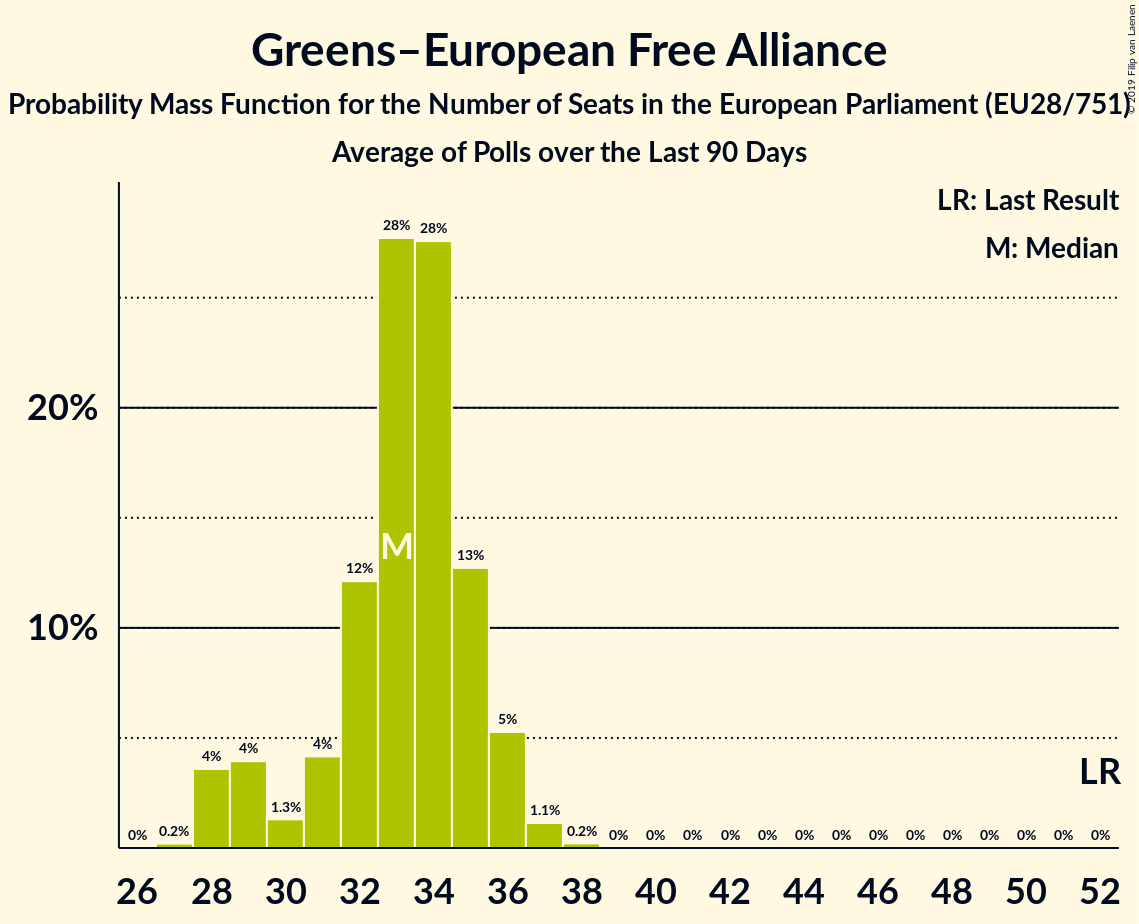 Greens–European Free Alliance
Probability Mass Function for the Number of Seats in the European Parliament (EU28/751)
Average of Polls over the Last 90 Days
© 2019 Filip van Laenen
LR: Last Result
M: Median
28% 28%
20%
M
13%
12%
10%
5%
4% 4% 4%
LR
1.3% 1.1%
0% 0.2% 0.2% 0% 0% 0% 0% 0% 0% 0% 0% 0% 0% 0% 0% 0% 0%
26 28 30 32 34 36 38 40 42 44 46 48 50 52